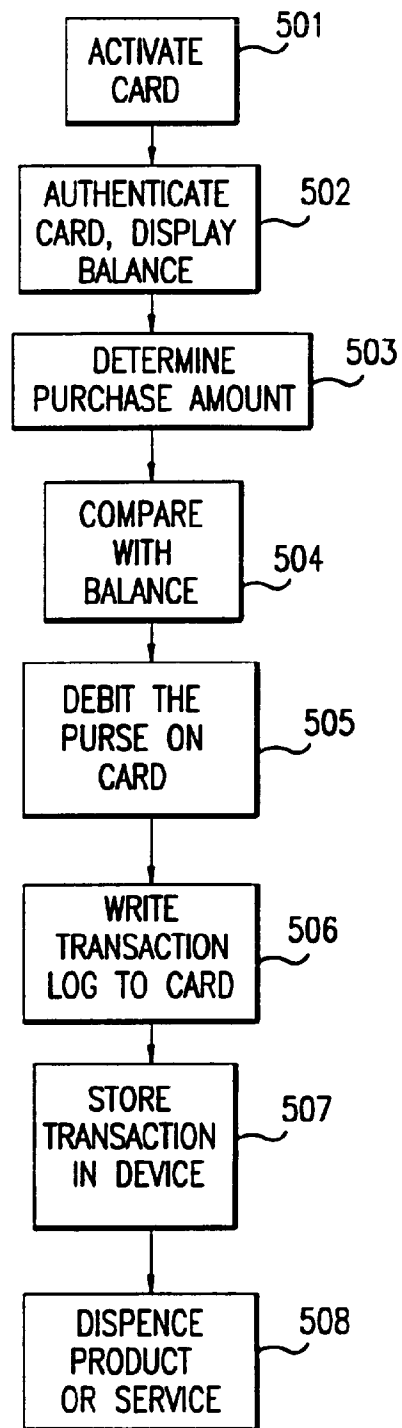 ACTIVATE
CARD
501
AUTHENTICATE
CARD, DISPLAY
BALANCE
502
DETERMINE
PURCHASE AMOUNT
503
COMPARE
WITH
BALANCE
504
DEBIT THE
PURSE ON
CARD
505
WRITE
TRANSACTION
LOG TO CARD
506
STORE
TRANSACTION
IN DEVICE
507
DISPENCE
PRODUCT
OR SERVICE
508